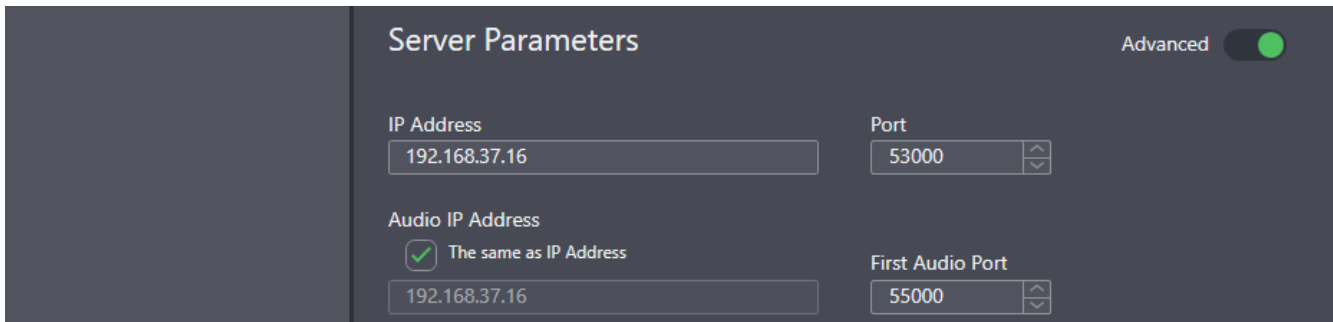 Server Parameters
Advanced
IP Address
Port
192.168.37.16
53000
Audio IP Address
The same as IP Address
First Audio Port
192.168.37.16
55000